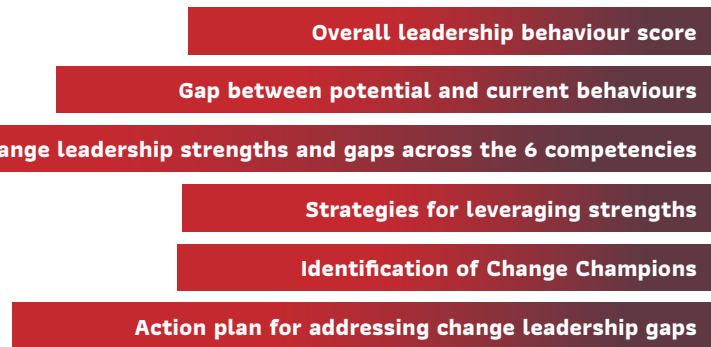 Overall leadership behaviour score
Gap between potential and current behaviours
ange leadership strengths and gaps across the 6 competencies
Strategies for leveraging strengths
Identification of Change Champions
Action plan for addressing change leadership gaps